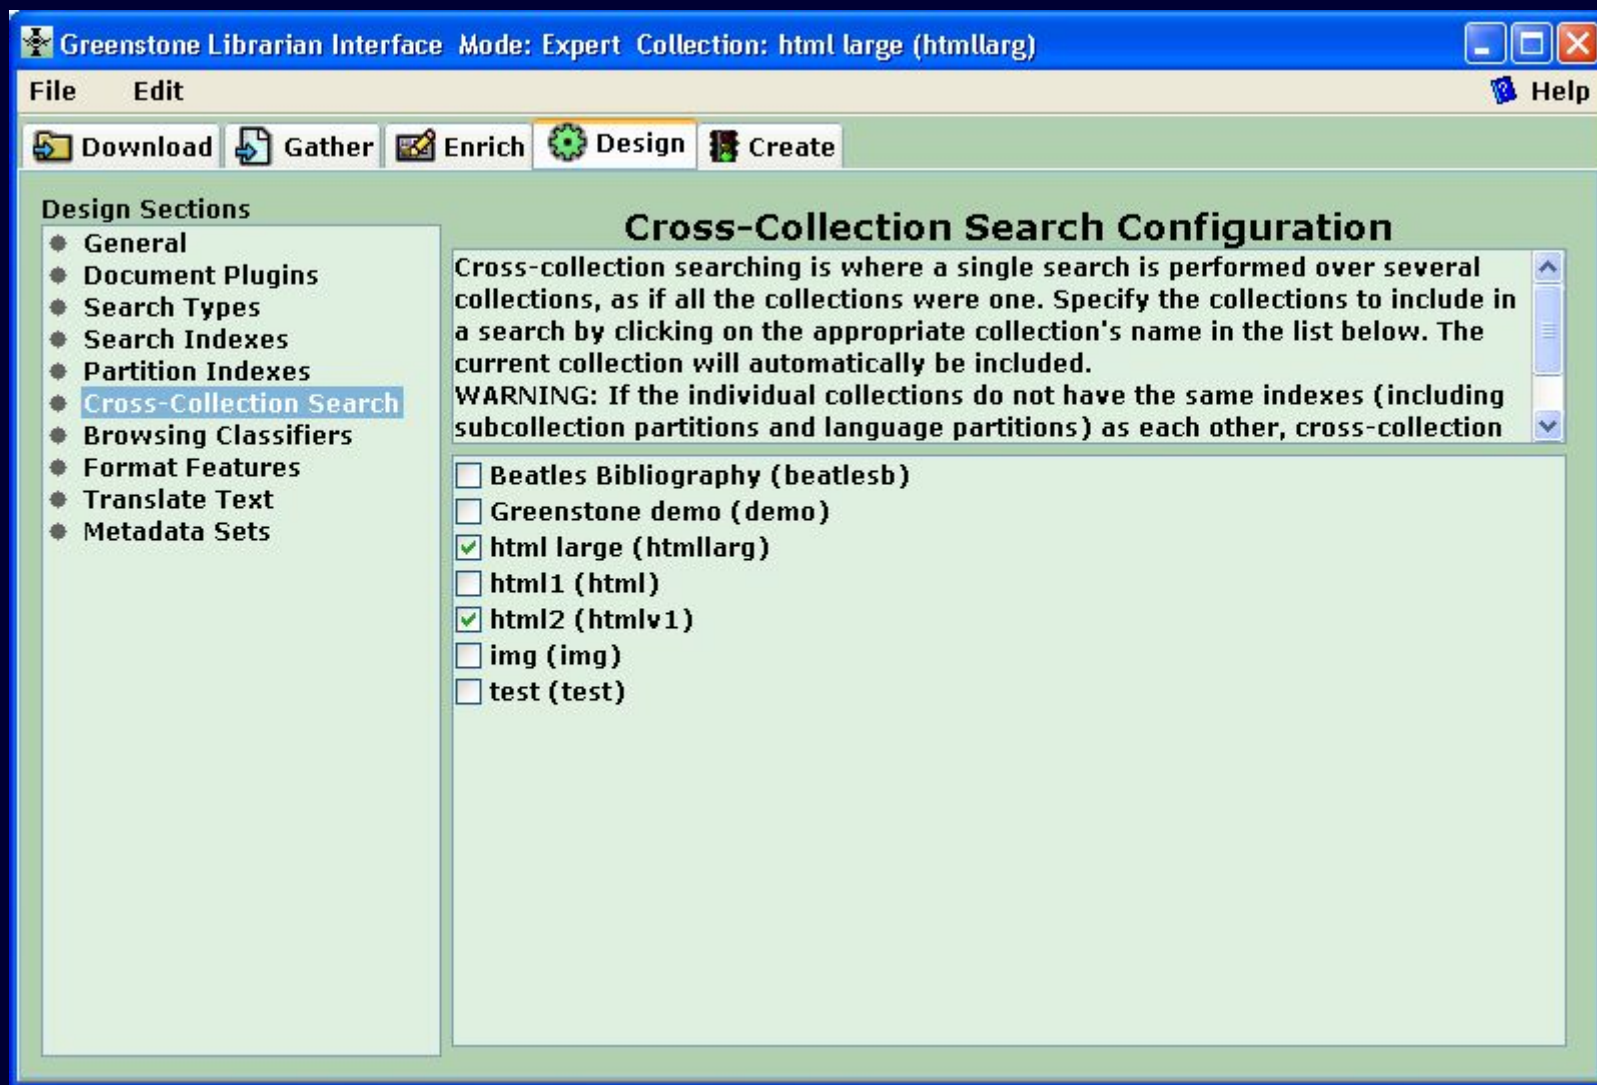 Greenstone Librarian Interface Mode: Expert Collection: html large (htmllarg)
File Edit Help
Download Gather Enrich Design Create
Design Sections
General
Document Plugins
Search Types
Search Indexes
Partition Indexes
Cross-Collection Search
Browsing Classifiers
Format Features
Translate Text
Metadata Sets
Cross-Collection Search Configuration
Cross-collection searching is where a single search is performed over several
collections, as if all the collections were one. Specify the collections to include in
a search by clicking on the appropriate collection's name in the list below. The
current collection will automatically be included.
WARNING: If the individual collections do not have the same indexes (including
subcollection partitions and language partitions) as each other, cross-collection
Beatles Bibliography (beatlesb)
Greenstone demo (demo)
html large (htmllarg)
html1 (html)
html2 (htmlv1)
img (img)
test (test)